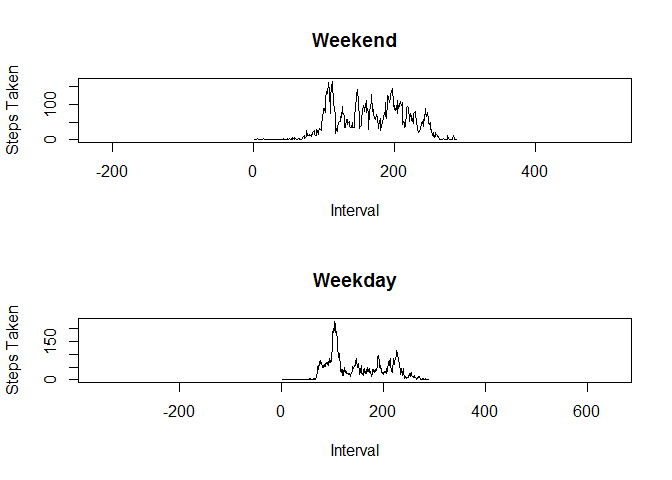 Weekend
Steps Taken
100
0
-200 0 200 400
Interval
Weekday
Steps Taken
150
0
-200 0 200 400 600
Interval